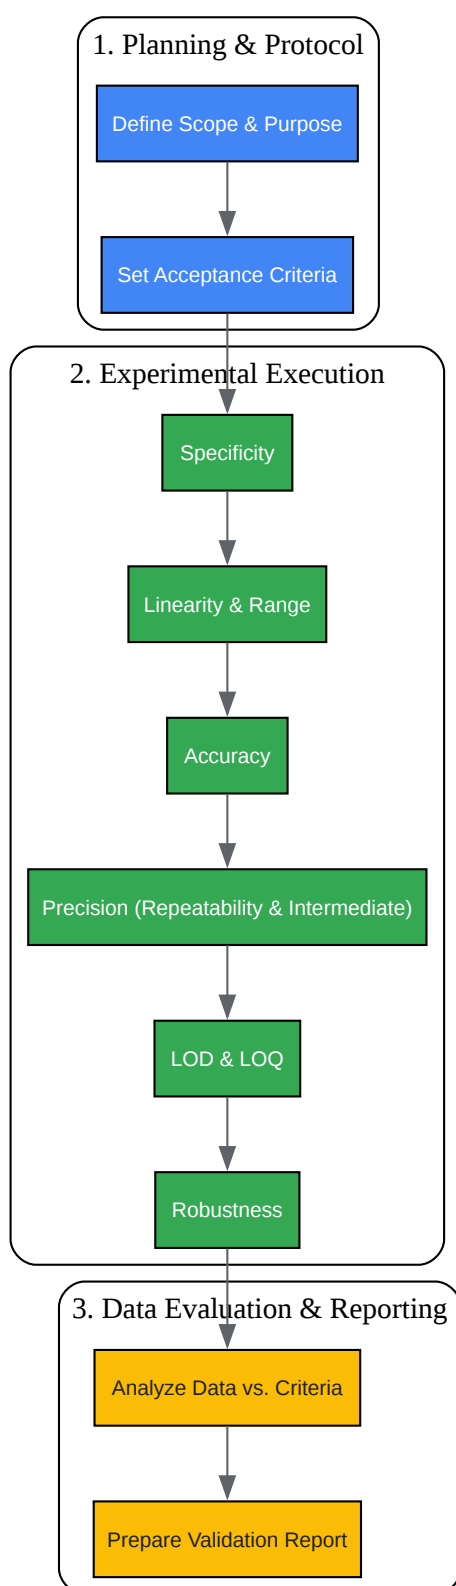 1. Planning & Protocol
Define Scope & Purpose
Set Acceptance Criteria
2. Experimental Execution
Specificity
Linearity & Range
Accuracy
Precision (Repeatability & Intermediate)
LOD & LOQ
Robustness
3. Data Evaluation & Reporting
Analyze Data vs. Criteria
Prepare Validation Report